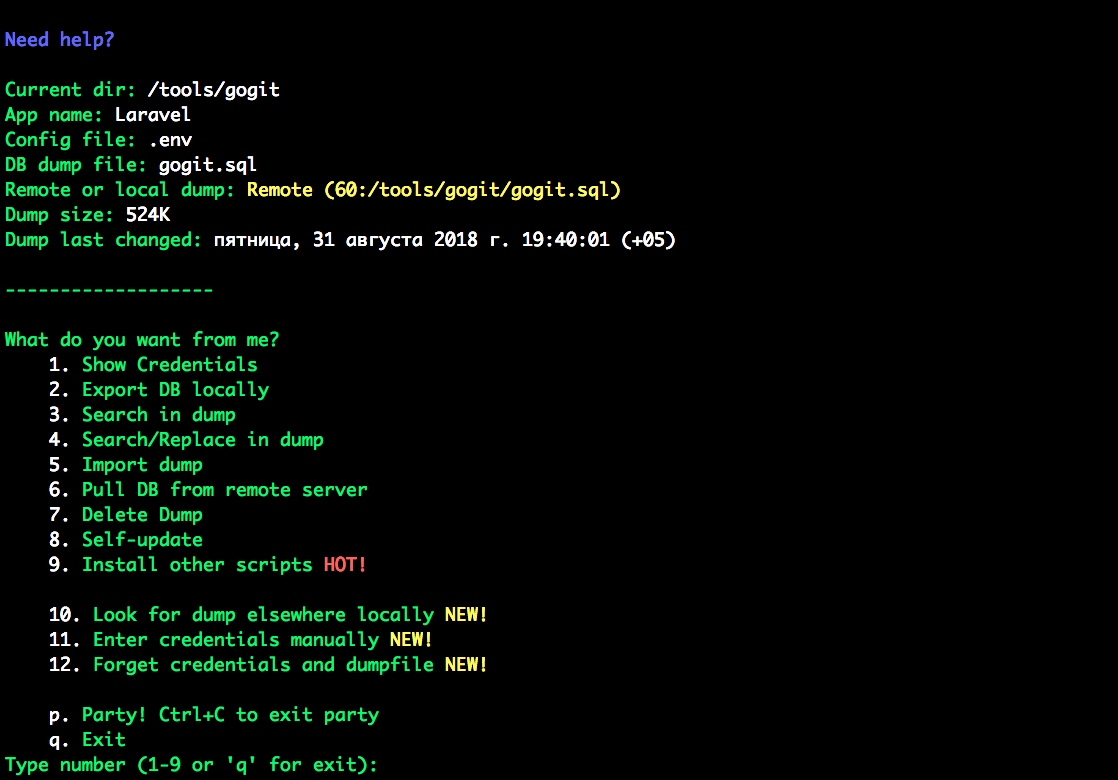 Need help?
Current dir: /tools/gogit
App name: Laravel
Config file: .env
DB dump file: gogit.sql
Remote or local dump: Remote (60:/tools/gogit/gogit.sql)
Dump size: 524K
Dump last changed: пятница, 31 августа 2018 г. 19:40:01 (+05)
-------------------
What do you want from me?
1. Show Credentials
2. Export DB locally
3. Search in dump
4. Search/Replace in dump
5. Import dump
6. Pull DB from remote server
7. Delete Dump
8. Self-update
9. Install other scripts HOT!
10. Look for dump elsewhere locally NEW!
11. Enter credentials manually NEW!
12. Forget credentials and dumpfile NEW!
p. Party! Ctrl+C to exit party
q. Exit
Type number (1-9 or 'q' for exit):